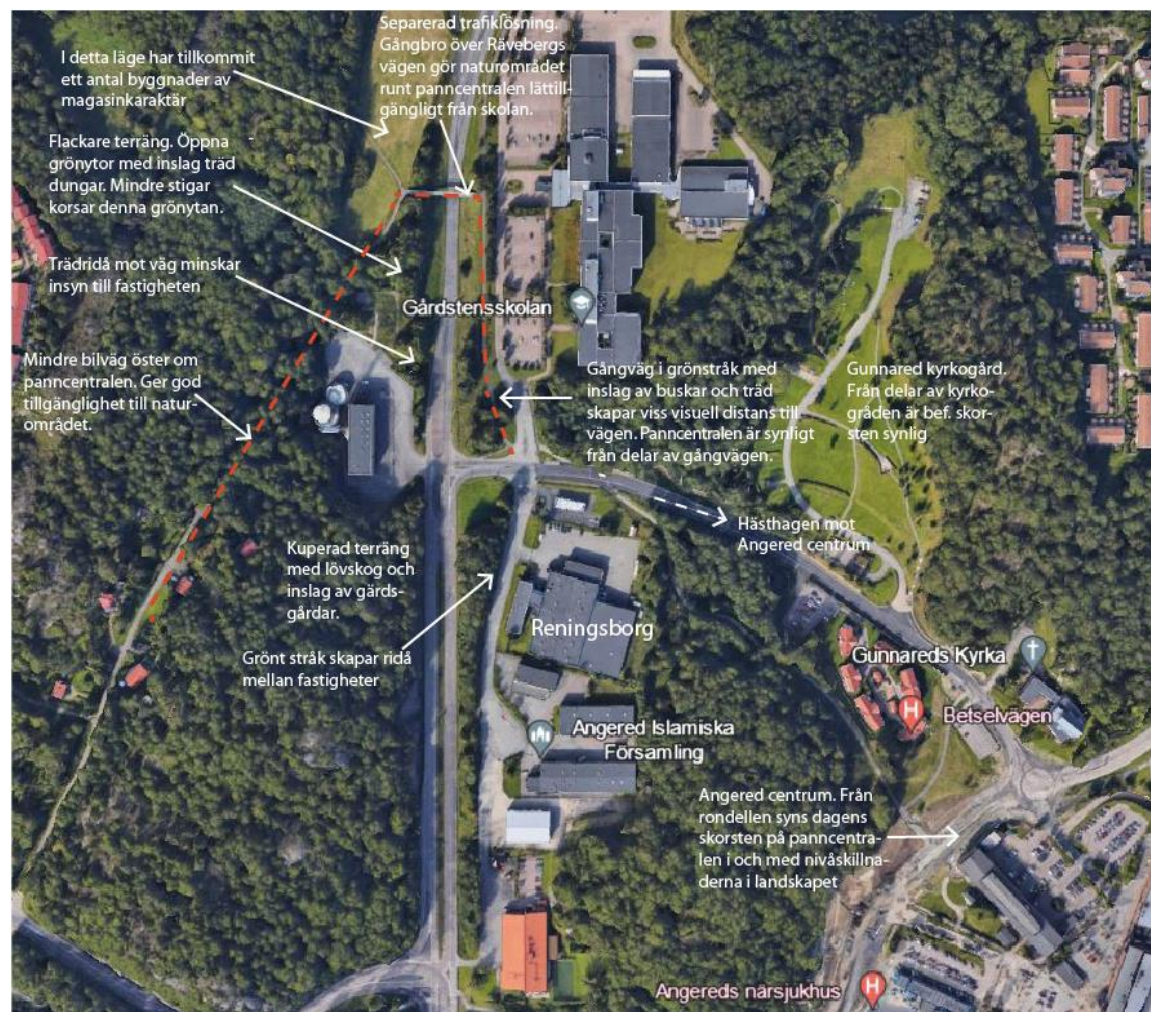 I detta läge har tillkommit
ett antal byggnader av
magasinkaraktär
Separerad trafiklösning.
Gångbro över Rävebergs
vägen gör naturområdet
runt panncentralen lättill-
gängligt från skolan.
Flackare terräng. Öppna
grönytor med inslag träd
dungar. Mindre stigar
korsar denna grönytan.
Trädridå mot väg minskar
insyn till fastigheten
Gårdstensskolan
Mindre bilväg öster om
panncentralen. Ger god
tillgänglighet till natur-
området.
Gångväg i grönstråk med
inslag av buskar och träd
skapar viss visuell distans till
vägen. Panncentralen är synligt
från delar av gångvägen.
Gunnared kyrkogård.
Från delar av kyrko-
gråden är bef. skor-
sten synlig
Hästhagen mot
Angered centrum
Kuperad terräng
med lövskog och
inslag av gärds-
gårdar.
Grönt stråk skapar ridå
mellan fastigheter
Reningsborg
Gunnareds Kyrka
Betselvägen
Angered Islamiska
Församling
Angered centrum. Från
rondellen syns dagens
skorsten på panncentra-
len i och med nivåskillna-
derna i landskapet
Angereds närsjukhus